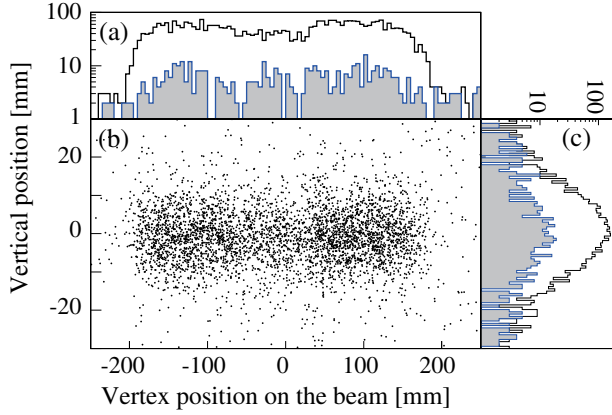 100
10
1
(a)
10
100
(b)
(c)
20
0
-20
Vertical position [mm]
-200 -100 0 100 200
Vertex position on the beam [mm]